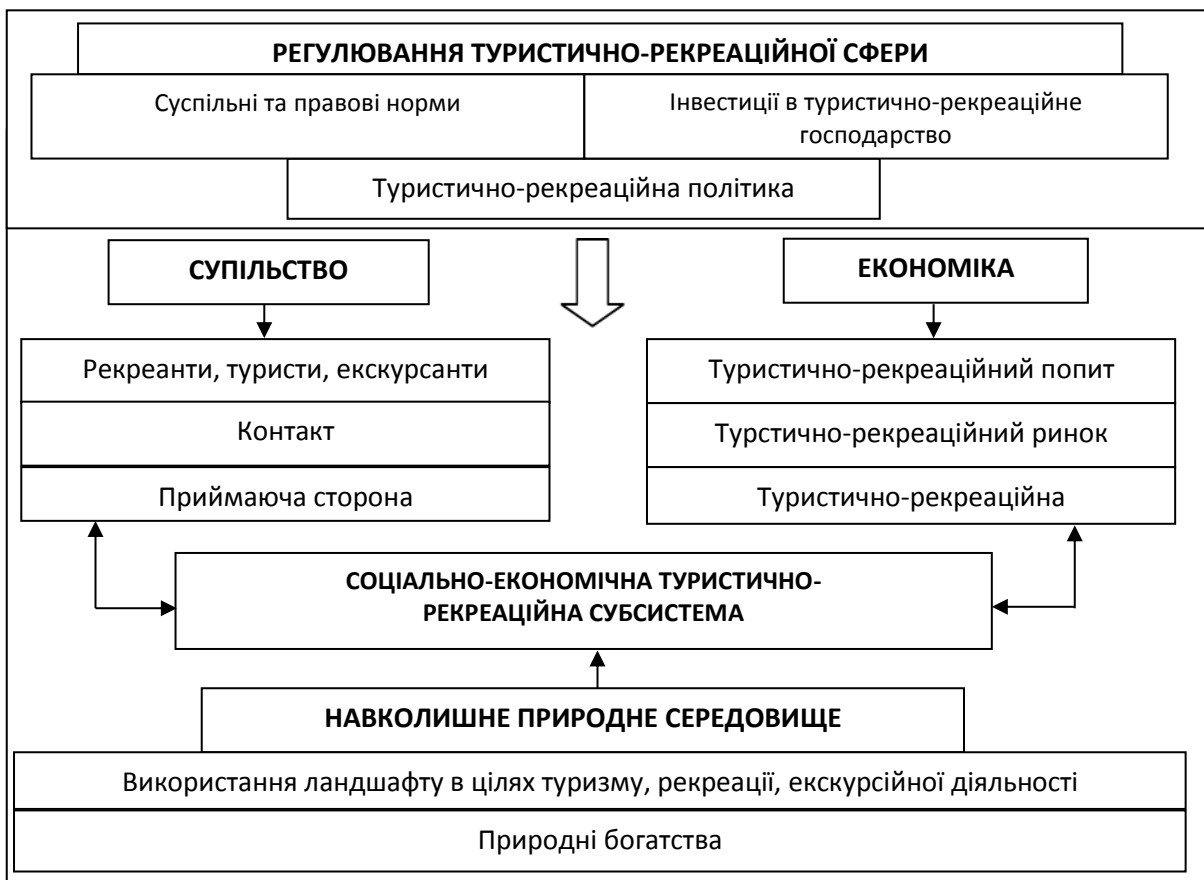 РЕГУЛЮВАННЯ ТУРИСТИЧНО-РЕКРЕАЦІЙНОЇ СФЕРИ
Суспільні та правові норми
Інвестиції в туристично-рекреаційне
господарство
Туристично-рекреаційна політика
СУПІЛЬСТВО
ЕКОНОМІКА
Рекреанти, туристи, екскурсанти
Контакт
Приймаюча сторона
Туристично-рекреаційний попит
Турстично-рекреаційний ринок
Туристично-рекреаційна
СОЦІАЛЬНО-ЕКОНОМІЧНА ТУРИСТИЧНО-
РЕКРЕАЦІЙНА СУБСИСТЕМА
НАВКОЛИШНЕ ПРИРОДНЕ СЕРЕДОВИЩЕ
Використання ландшафту в цілях туризму, рекреації, екскурсійної діяльності
Природні богатства